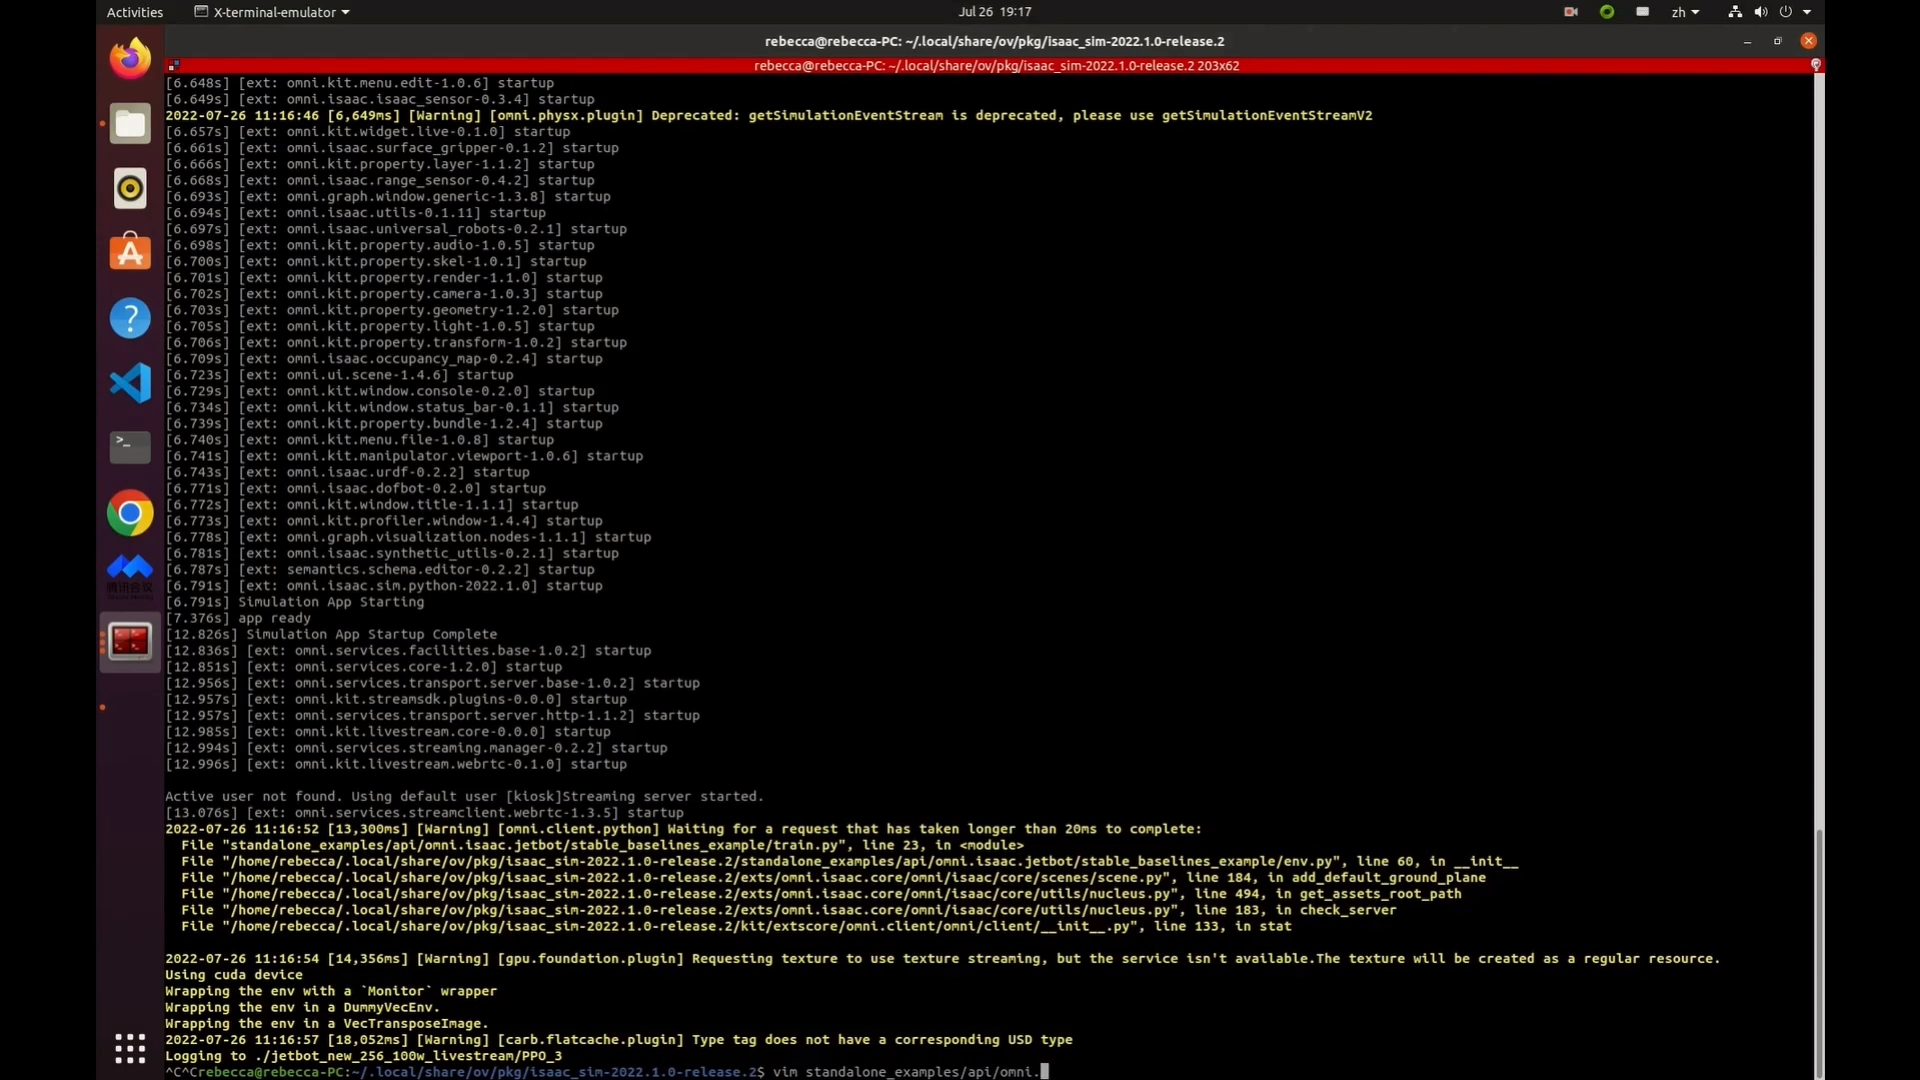 Activities
X-terminal-emulator
Jul 26 19:17
zh
rebecca@rebecca-PC: ~/.local/share/ov/pkg/isaac_sim-2022.1.0-release.2
rebecca@rebecca-PC: ~/.local/share/ov/pkg/isaac_sim-2022.1.0-release.2 203x62
[6.648s] [ext: omni.kit.menu.edit-1.0.6] startup
[6.649s] [ext: omni.isaac.isaac_sensor-0.3.4] startup
2022-07-26 11:16:46 [6,649ms] [Warning] [omni.physx.plugin] Deprecated: getSimulationEventStream is deprecated, please use getSimulationEventStreamV2
[6.657s] [ext: omni.kit.widget.live-0.1.0] startup
[6.661s] [ext: omni.isaac.surface_gripper-0.1.2] startup
[6.666s] [ext: omni.kit.property.layer-1.1.2] startup
[6.668s] [ext: omni.isaac.range_sensor-0.4.2] startup
[6.693s] [ext: omni.graph.window.generic-1.3.8] startup
[6.694s] [ext: omni.isaac.utils-0.1.11] startup
[6.697s] [ext: omni.isaac.universal_robots-0.2.1] startup
[6.698s] [ext: omni.kit.property.audio-1.0.5] startup
[6.700s] [ext: omni.kit.property.skel-1.0.1] startup
[6.701s] [ext: omni.kit.property.render-1.1.0] startup
[6.702s] [ext: omni.kit.property.camera-1.0.3] startup
[6.703s] [ext: omni.kit.property.geometry-1.2.0] startup
[6.705s] [ext: omni.kit.property.light-1.0.5] startup
[6.706s] [ext: omni.kit.property.transform-1.0.2] startup
[6.709s] [ext: omni.isaac.occupancy_map-0.2.4] startup
[6.723s] [ext: omni.ui.scene-1.4.6] startup
[6.729s] [ext: omni.kit.window.console-0.2.0] startup
[6.734s] [ext: omni.kit.window.status_bar-0.1.1] startup
[6.739s] [ext: omni.kit.property.bundle-1.2.4] startup
[6.740s] [ext: omni.kit.menu.file-1.0.8] startup
[6.741s] [ext: omni.kit.manipulator.viewport-1.0.6] startup
[6.743s] [ext: omni.isaac.urdf-0.2.2] startup
[6.771s] [ext: omni.isaac.dofbot-0.2.0] startup
[6.772s] [ext: omni.kit.window.title-1.1.1] startup
[6.773s] [ext: omni.kit.profiler.window-1.4.4] startup
[6.778s] [ext: omni.graph.visualization.nodes-1.1.1] startup
[6.781s] [ext: omni.isaac.synthetic_utils-0.2.1] startup
[6.787s] [ext: semantics.schema.editor-0.2.2] startup
[6.791s] [ext: omni.isaac.sim.python-2022.1.0] startup
[6.791s] Simulation App Starting
[7.376s] app ready
[12.826s] Simulation App Startup Complete
[12.836s] [ext: omni.services.facilities.base-1.0.2] startup
[12.851s] [ext: omni.services.core-1.2.0] startup
[12.956s] [ext: omni.services.transport.server.base-1.0.2] startup
[12.957s] [ext: omni.kit.streamsdk.plugins-0.0.0] startup
[12.957s] [ext: omni.services.transport.server.http-1.1.2] startup
[12.985s] [ext: omni.kit.livestream.core-0.0.0] startup
[12.994s] [ext: omni.services.streaming.manager-0.2.2] startup
[12.996s] [ext: omni.kit.livestream.webrtc-0.1.0] startup
Active user not found. Using default user [kiosk]Streaming server started.
[13.076s] [ext: omni.services.streamclient.webrtc-1.3.5] startup
2022-07-26 11:16:52 [13,300ms] [Warning] [omni.client.python] Waiting for a request that has taken longer than 20ms to complete:
File "standalone_examples/api/omni.isaac.jetbot/stable_baselines_example/train.py", line 23, in <module>
File "/home/rebecca/.local/share/ov/pkg/isaac_sim-2022.1.0-release.2/standalone_examples/api/omni.isaac.jetbot/stable_baselines_example/env.py", line 60, in __init__
File "/home/rebecca/.local/share/ov/pkg/isaac_sim-2022.1.0-release.2/exts/omni.isaac.core/omni/isaac/core/scenes/scene.py", line 184, in add_default_ground_plane
File "/home/rebecca/.local/share/ov/pkg/isaac_sim-2022.1.0-release.2/exts/omni.isaac.core/omni/isaac/core/utils/nucleus.py", line 494, in get_assets_root_path
File "/home/rebecca/.local/share/ov/pkg/isaac_sim-2022.1.0-release.2/exts/omni.isaac.core/omni/isaac/core/utils/nucleus.py", line 183, in check_server
File "/home/rebecca/.local/share/ov/pkg/isaac_sim-2022.1.0-release.2/kit/extscore/omni.client/omni/client/__init__.py", line 133, in stat
2022-07-26 11:16:54 [14,356ms] [Warning] [gpu.foundation.plugin] Requesting texture to use texture streaming, but the service isn't available.The texture will be created as a regular resource.
Using cuda device
Wrapping the env with a `Monitor` wrapper
Wrapping the env in a DummyVecEnv.
Wrapping the env in a VecTransposeImage.
2022-07-26 11:16:57 [18,052ms] [Warning] [carb.flatcache.plugin] Type tag does not have a corresponding USD type
Logging to ./jetbot_new_256_100w_livestream/PPO_3
^C^Crebecca@rebecca-PC:~/.local/share/ov/pkg/isaac_sim-2022.1.0-release.2$ vim standalone_examples/api/omni.